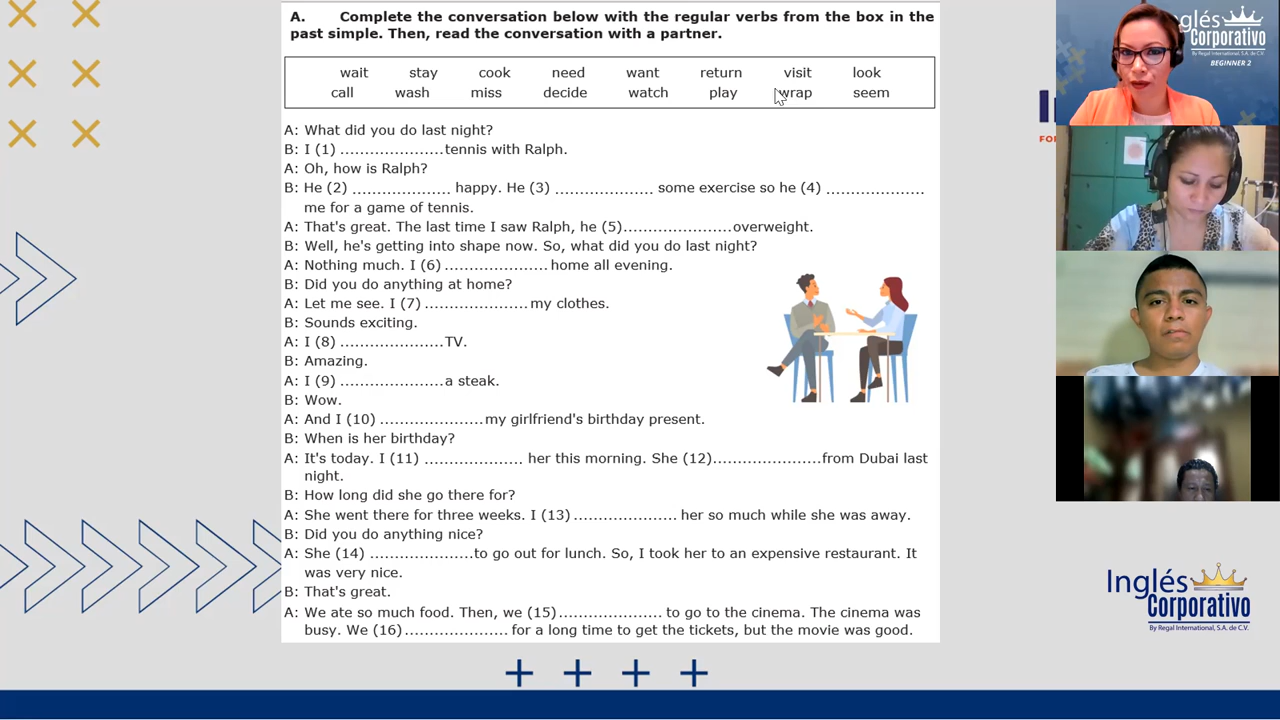 A. Complete the conversation below with the regular verbs from the box in the
past simple. Then, read the conversation with a partner.
wait stay cook need want return visit look
call wash miss decide watch play wrap seem
A: What did you do last night?
B: I (1) ..................... tennis with Ralph.
A: Oh, how is Ralph?
B: He (2) .................... happy. He (3) .................... some exercise so he (4) ....................
me for a game of tennis.
A: That's great. The last time I saw Ralph, he (5)...................... overweight.
B: Well, he's getting into shape now. So, what did you do last night?
A: Nothing much. I (6) ..................... home all evening.
B: Did you do anything at home?
A: Let me see. I (7) ..................... my clothes.
B: Sounds exciting.
A: I (8) ..................... TV.
B: Amazing.
A: I (9) ..................... a steak.
B: Wow.
A: And I (10) ..................... my girlfriend's birthday present.
B: When is her birthday?
A: It's today. I (11) .................... her this morning. She (12)...................... from Dubai last
night.
B: How long did she go there for?
A: She went there for three weeks. I (13) ..................... her so much while she was away.
B: Did you do anything nice?
A: She (14) ..................... to go out for lunch. So, I took her to an expensive restaurant. It
was very nice.
B: That's great.
A: We ate so much food. Then, we (15)..................... to go to the cinema. The cinema was
busy. We (16)..................... for a long time to get the tickets, but the movie was good.
Inglés
Corporativo
By Regal International, S.A. de C.V.
BEGINNER 2
Inglés
Corporativo
By Regal International, S.A. de C.V.